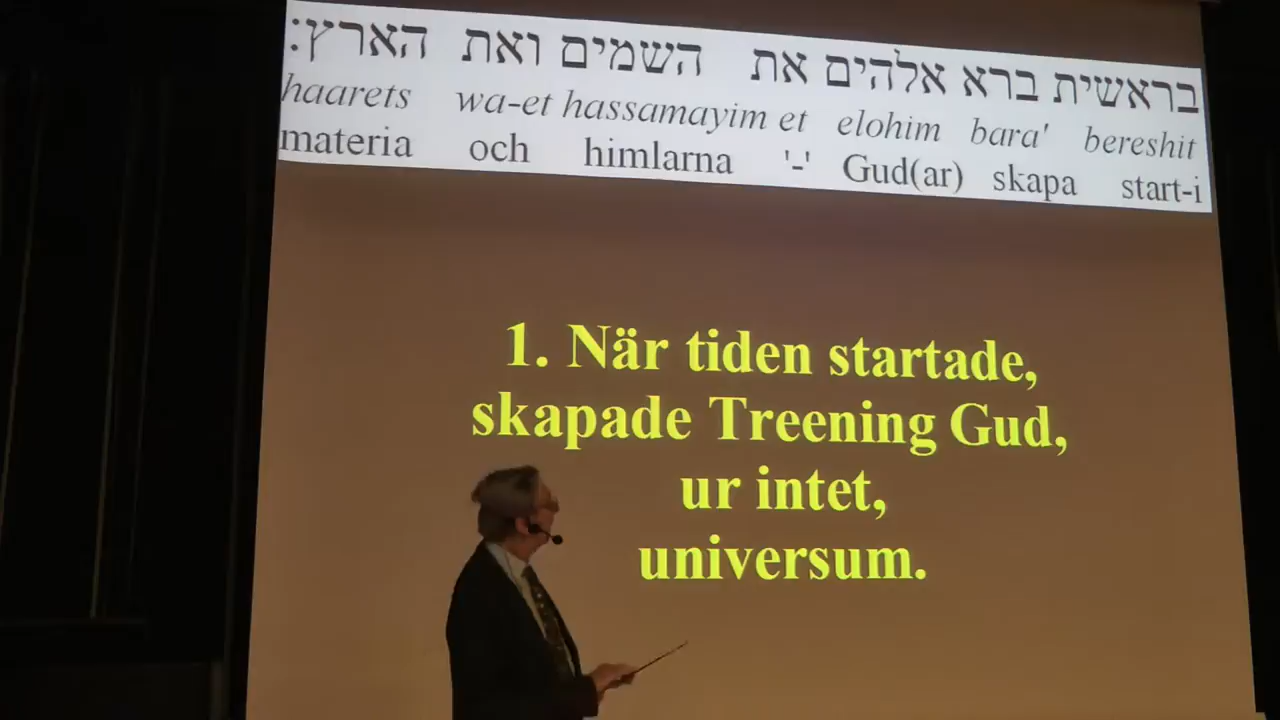 בראשית ברא אלהים את השמים ואת הארץ:
haarets wa-et hassamayim et elohim bara' bereshit
materia och himlarna '-' Gud(ar) skapa start-i
1. När tiden startade,
skapade Treening Gud,
ur intet,
universum.